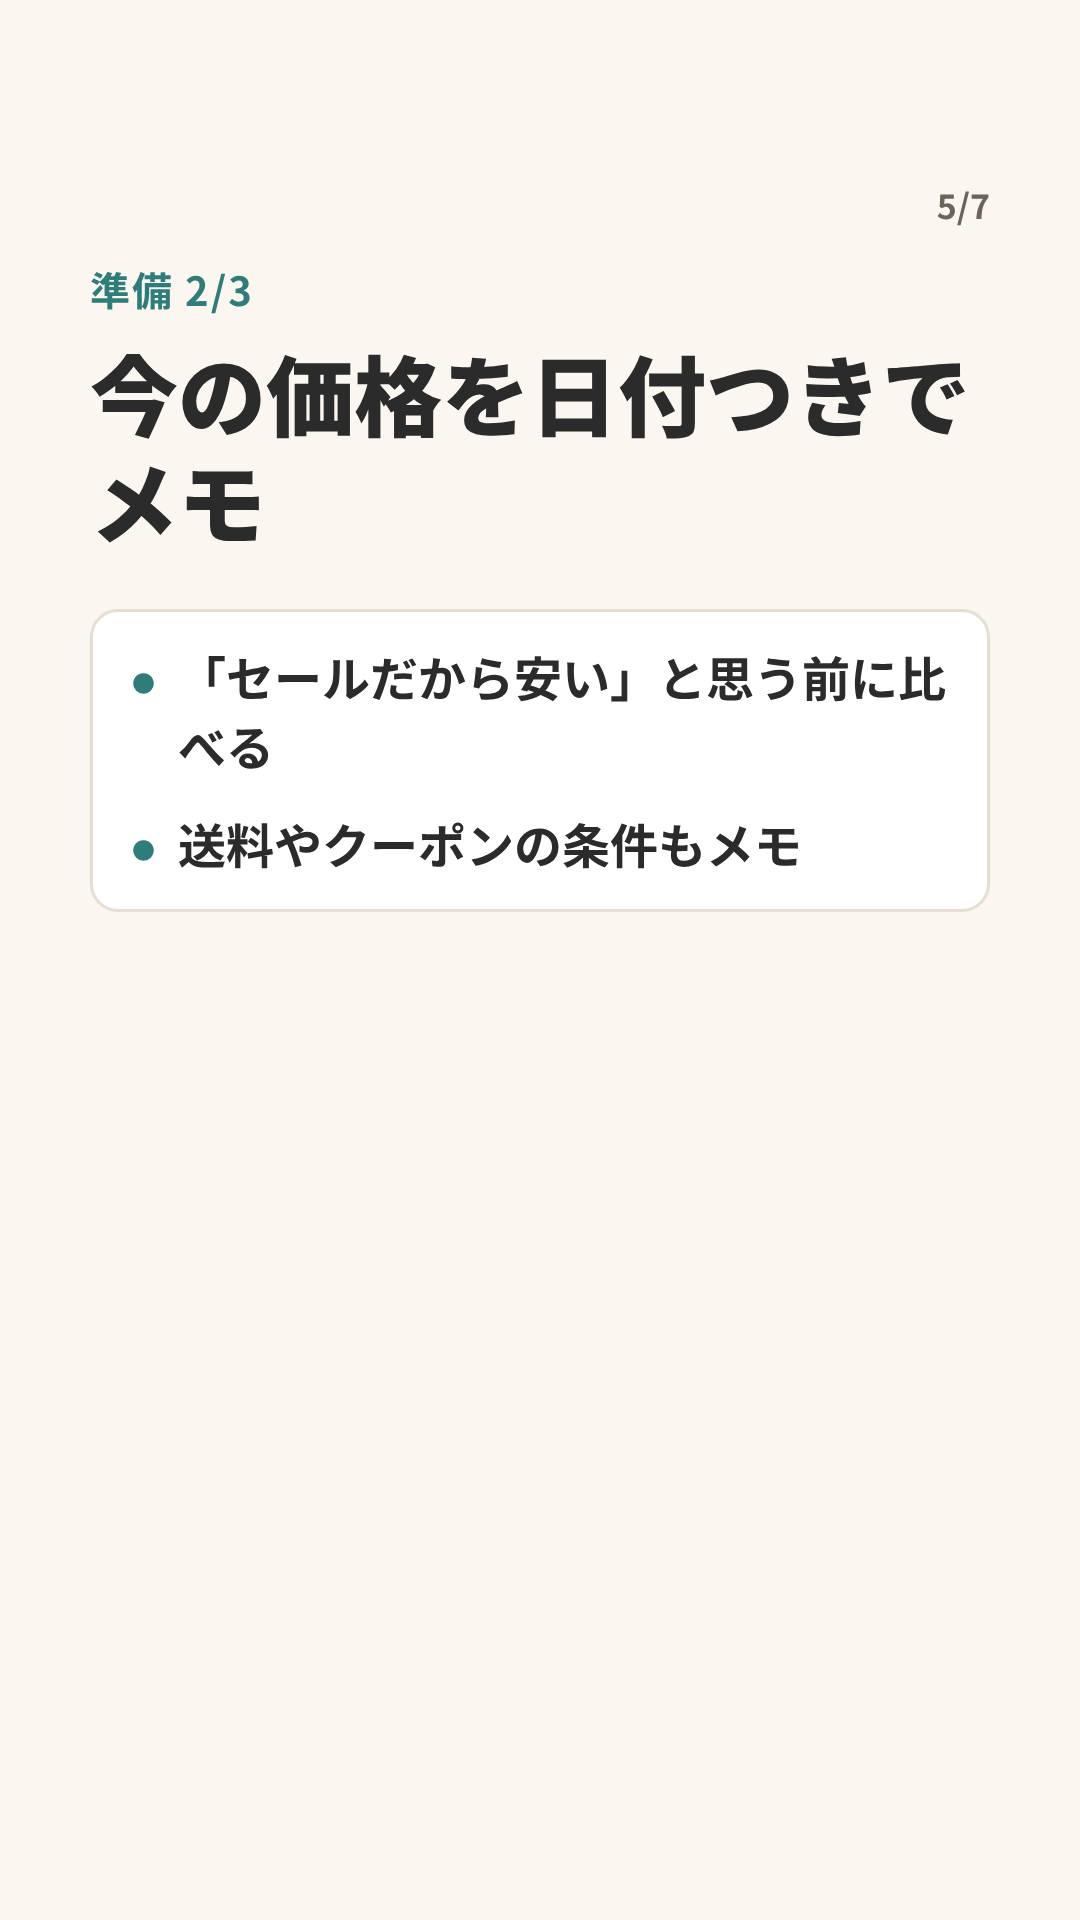 5/7
準備 2/3
今の価格を日付つきで
メモ
「セールだから安い」と思う前に比
べる
送料やクーポンの条件もメモ